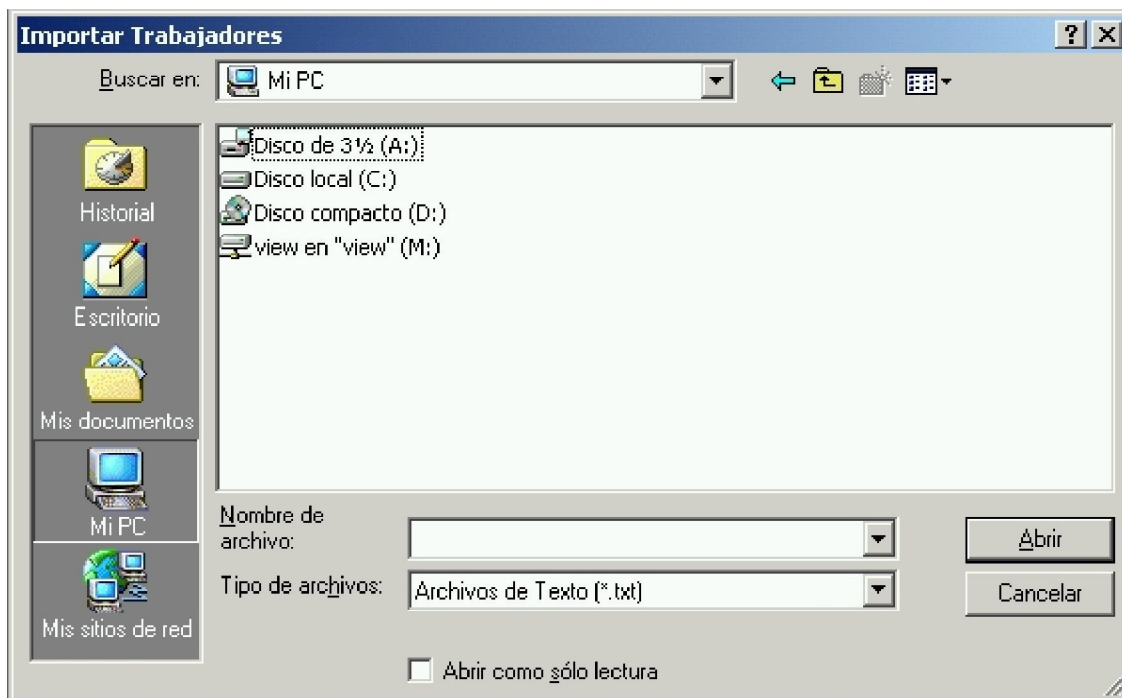 Importar Trabajadores
Buscar en: Mi PC
Historial
Escritorio
Mis documentos
Mi PC
Mis sitios de red
Disco de 3½ (A:)
Disco local (C:)
Disco compacto (D:)
view en "view" (M:)
Nombre de
archivo:
Abrir
Tipo de archivos: Archivos de Texto (*.txt)
Cancelar
Abrir como sólo lectura